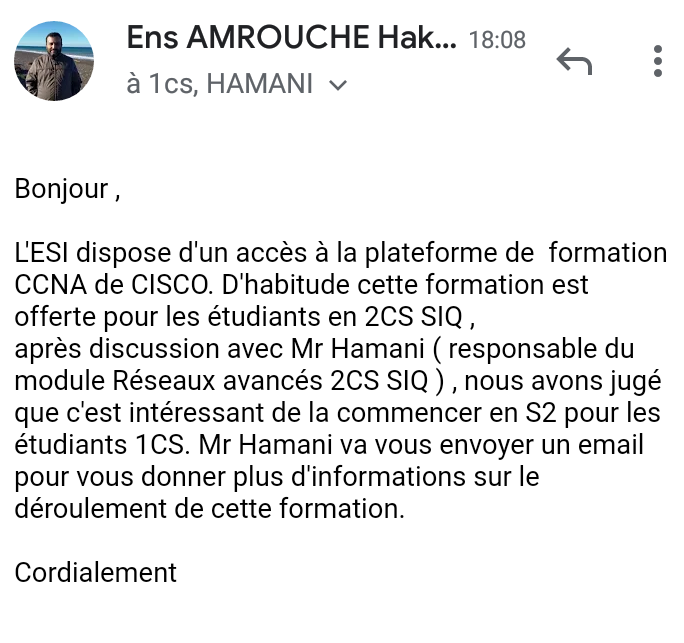 Ens AMROUCHE Hak... 18:08
à 1cs, HAMANI
Bonjour ,
L'ESI dispose d'un accès à la plateforme de  formation
CCNA de CISCO. D'habitude cette formation est
offerte pour les étudiants en 2CS SIQ ,
après discussion avec Mr Hamani ( responsable du
module Réseaux avancés 2CS SIQ ) , nous avons jugé
que c'est intéressant de la commencer en S2 pour les
étudiants 1CS. Mr Hamani va vous envoyer un email
pour vous donner plus d'informations sur le
déroulement de cette formation.
Cordialement